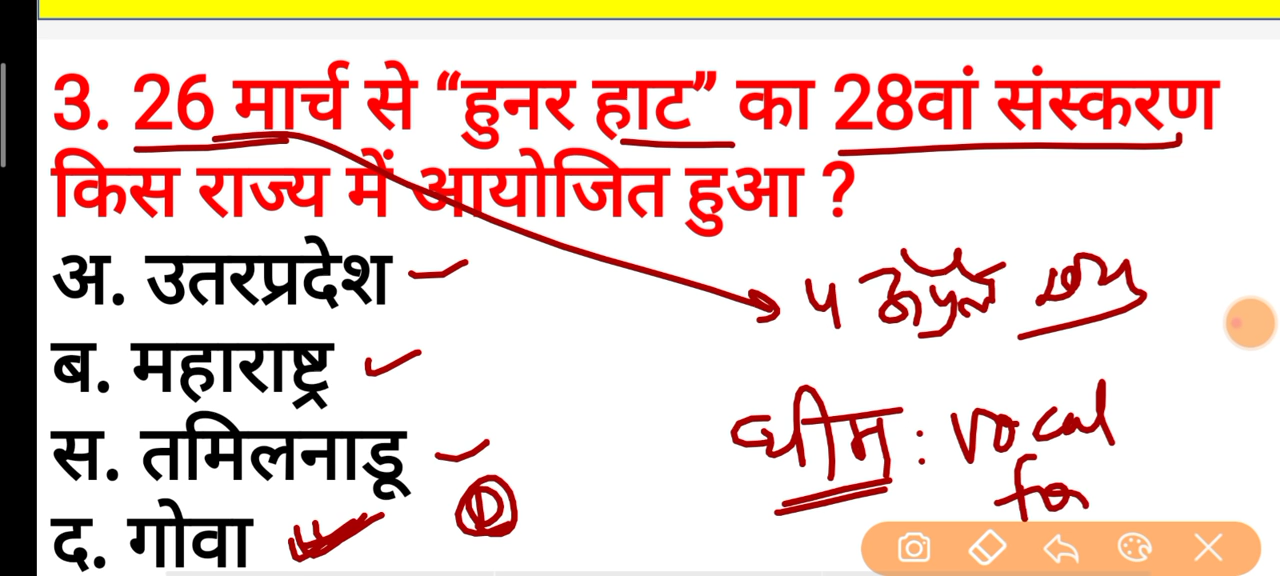 3. 26 मार्च से “हुनर हाट” का 28वां संस्करण
किस राज्य में आयोजित हुआ ?
अ. उतरप्रदेश
ब. महाराष्ट्र
स. तमिलनाडू
द. गोवा
थीम : Vocal
for